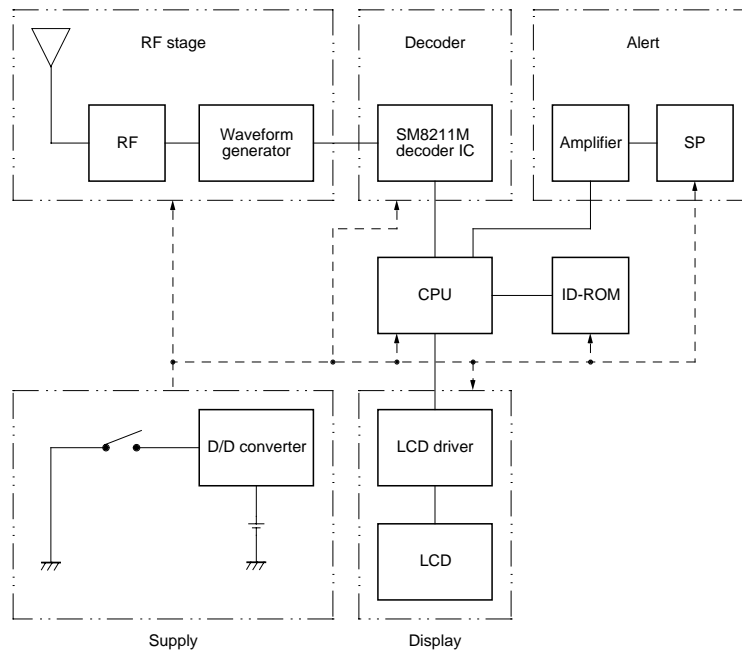 RF stage
Decoder
Alert
RF
Waveform
generator
SM8211M
decoder IC
Amplifier
SP
CPU
ID-ROM
D/D converter
LCD driver
LCD
Supply
Display